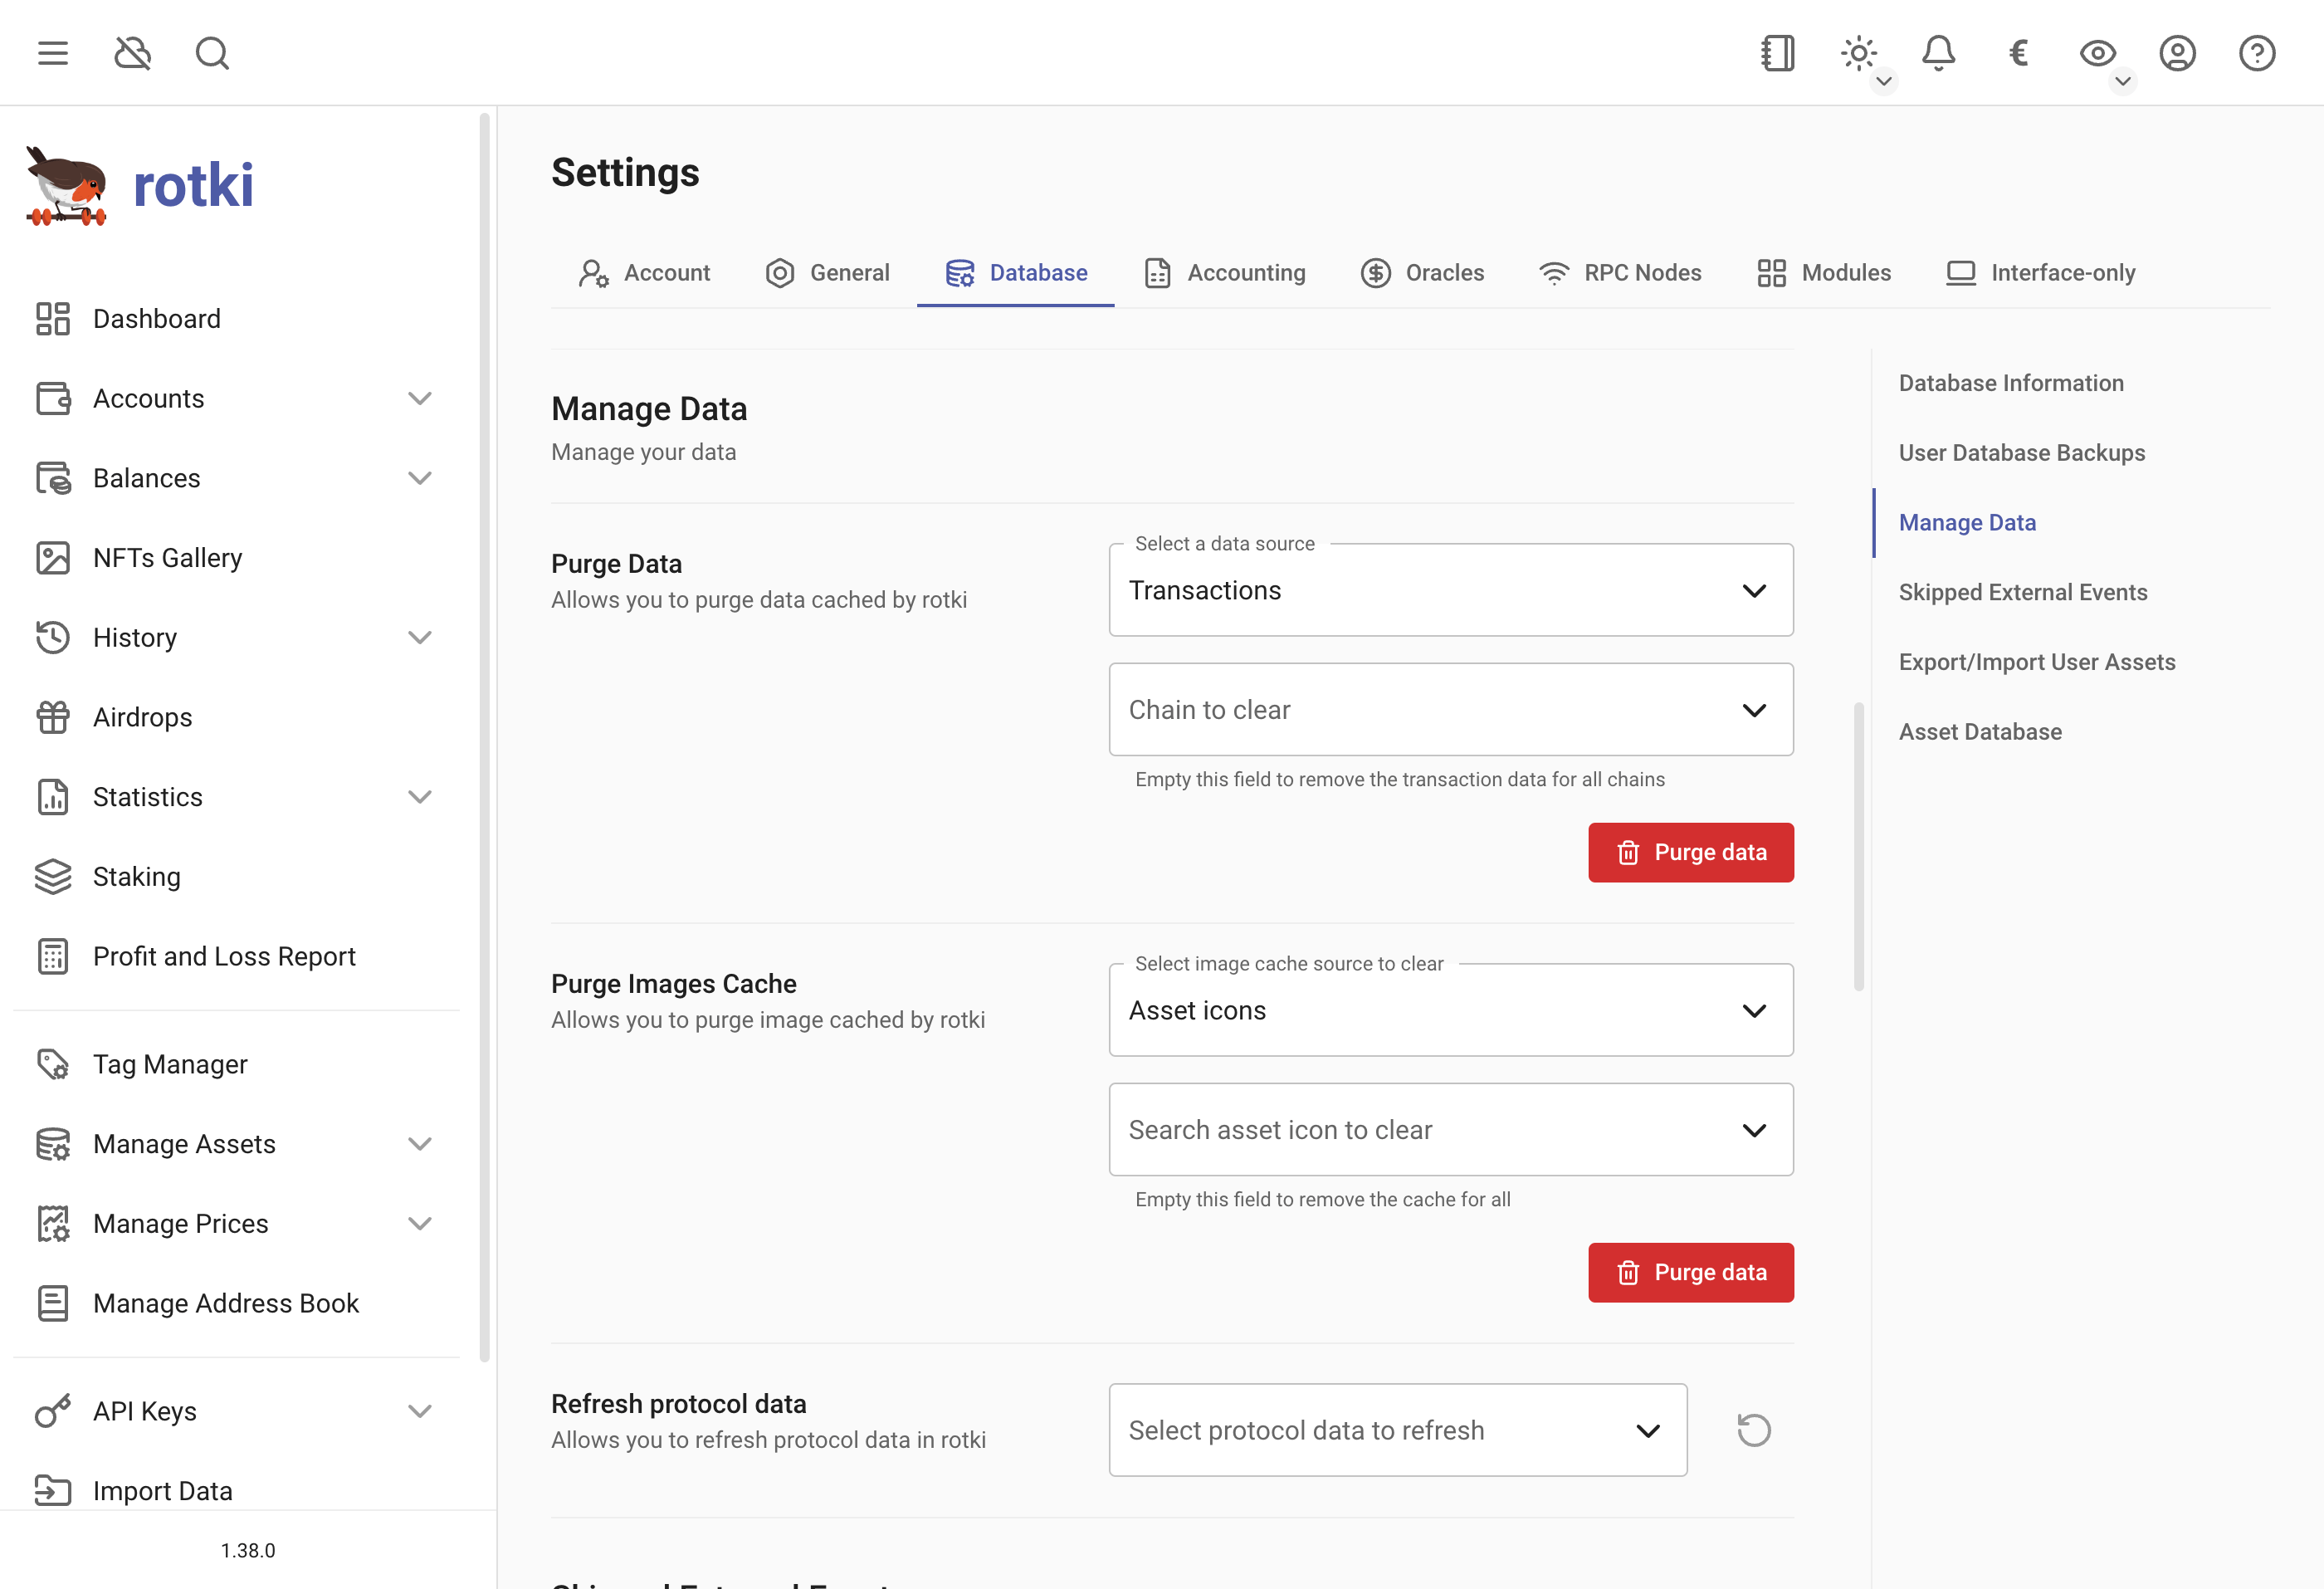 €
rotki
Dashboard
Accounts
Balances
NFTs Gallery
History
Airdrops
Statistics
Staking
Profit and Loss Report
Tag Manager
Manage Assets
Manage Prices
Manage Address Book
API Keys
Import Data
1.38.0
Settings
Account
General
Database
Accounting
Oracles
RPC Nodes
Modules
Interface-only
Manage Data
Manage your data
Purge Data
Allows you to purge data cached by rotki
Select a data source
Transactions
Chain to clear
Empty this field to remove the transaction data for all chains
Purge data
Purge Images Cache
Allows you to purge image cached by rotki
Select image cache source to clear
Asset icons
Search asset icon to clear
Empty this field to remove the cache for all
Purge data
Refresh protocol data
Allows you to refresh protocol data in rotki
Select protocol data to refresh
Database Information
User Database Backups
Manage Data
Skipped External Events
Export/Import User Assets
Asset Database